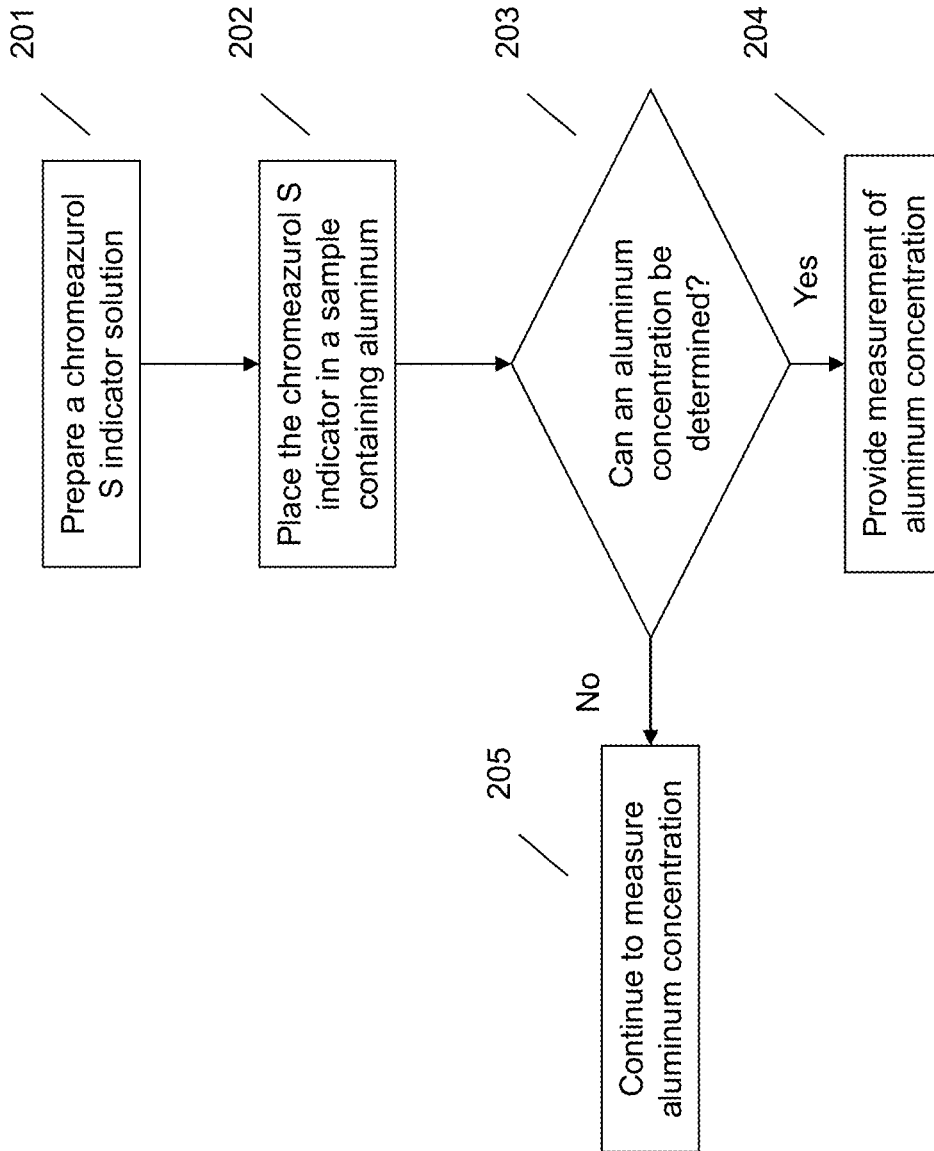 201
Prepare a chromeazurol
S indicator solution
202
Place the chromeazurol S
indicator in a sample
containing aluminum
203
Can an aluminum
concentration be
determined?
No
Yes
204
Provide measurement of
aluminum concentration
205
Continue to measure
aluminum concentration